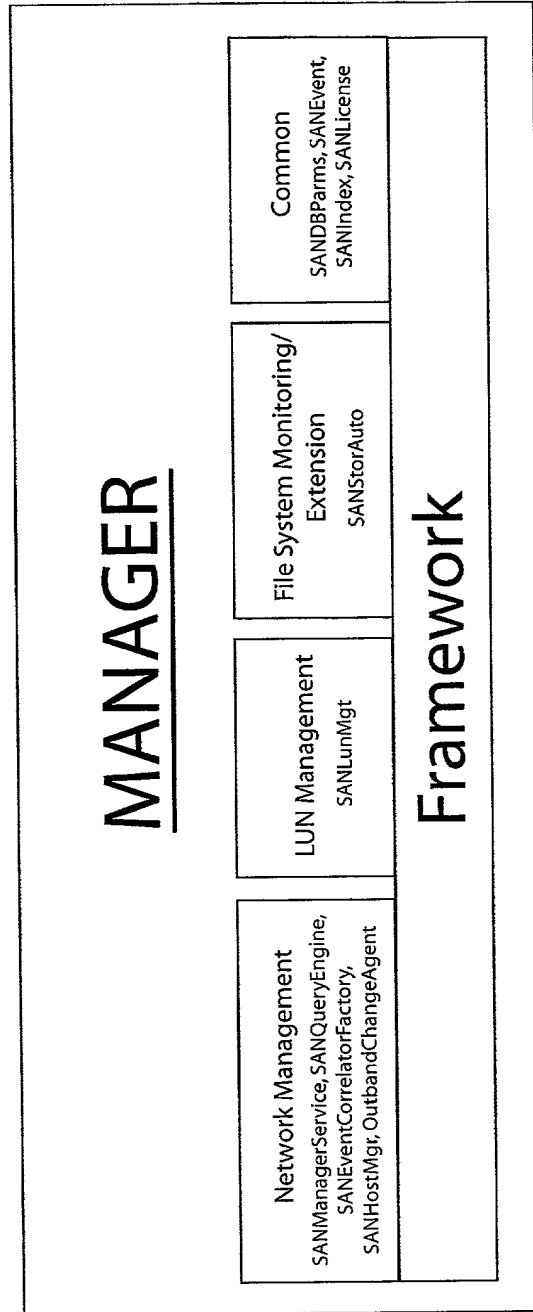 MANAGER
Network Management
SANManagerService, SANQueryEngine,
SANEventCorrelatorFactory,
SANHostMgr, OutbandChangeAgent
LUN Management
SANLunMgt
File System Monitoring/
Extension
SANStorAuto
Common
SANDBParms, SANEvent,
SANIndex, SANLicense
Framework